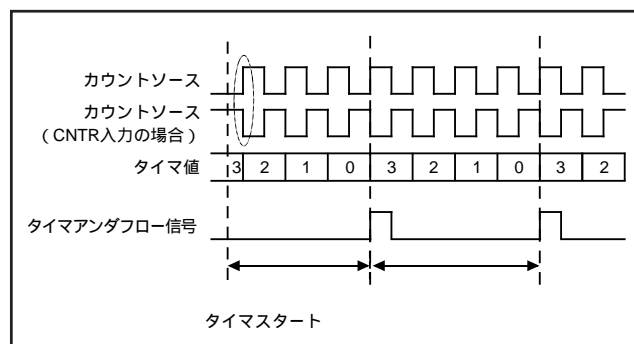 カウントソース
カウントソース
(CNTR入力の場合)
タイマ値 3 2 1 0 3 2 1 0 3 2
タイマアンダフロー信号
タイマスタート